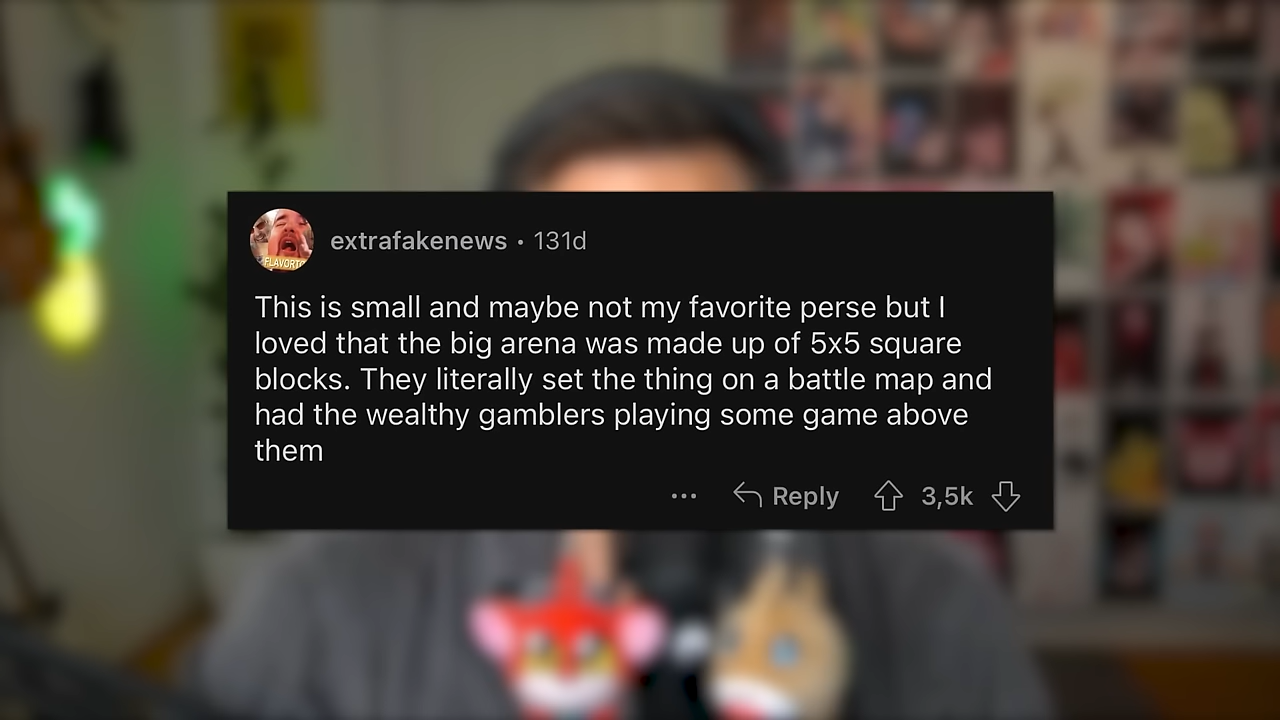 FLAVORTO
extrafakenews • 131d
This is small and maybe not my favorite perse but I
loved that the big arena was made up of 5x5 square
blocks. They literally set the thing on a battle map and
had the wealthy gamblers playing some game above
them
... Reply 3,5k